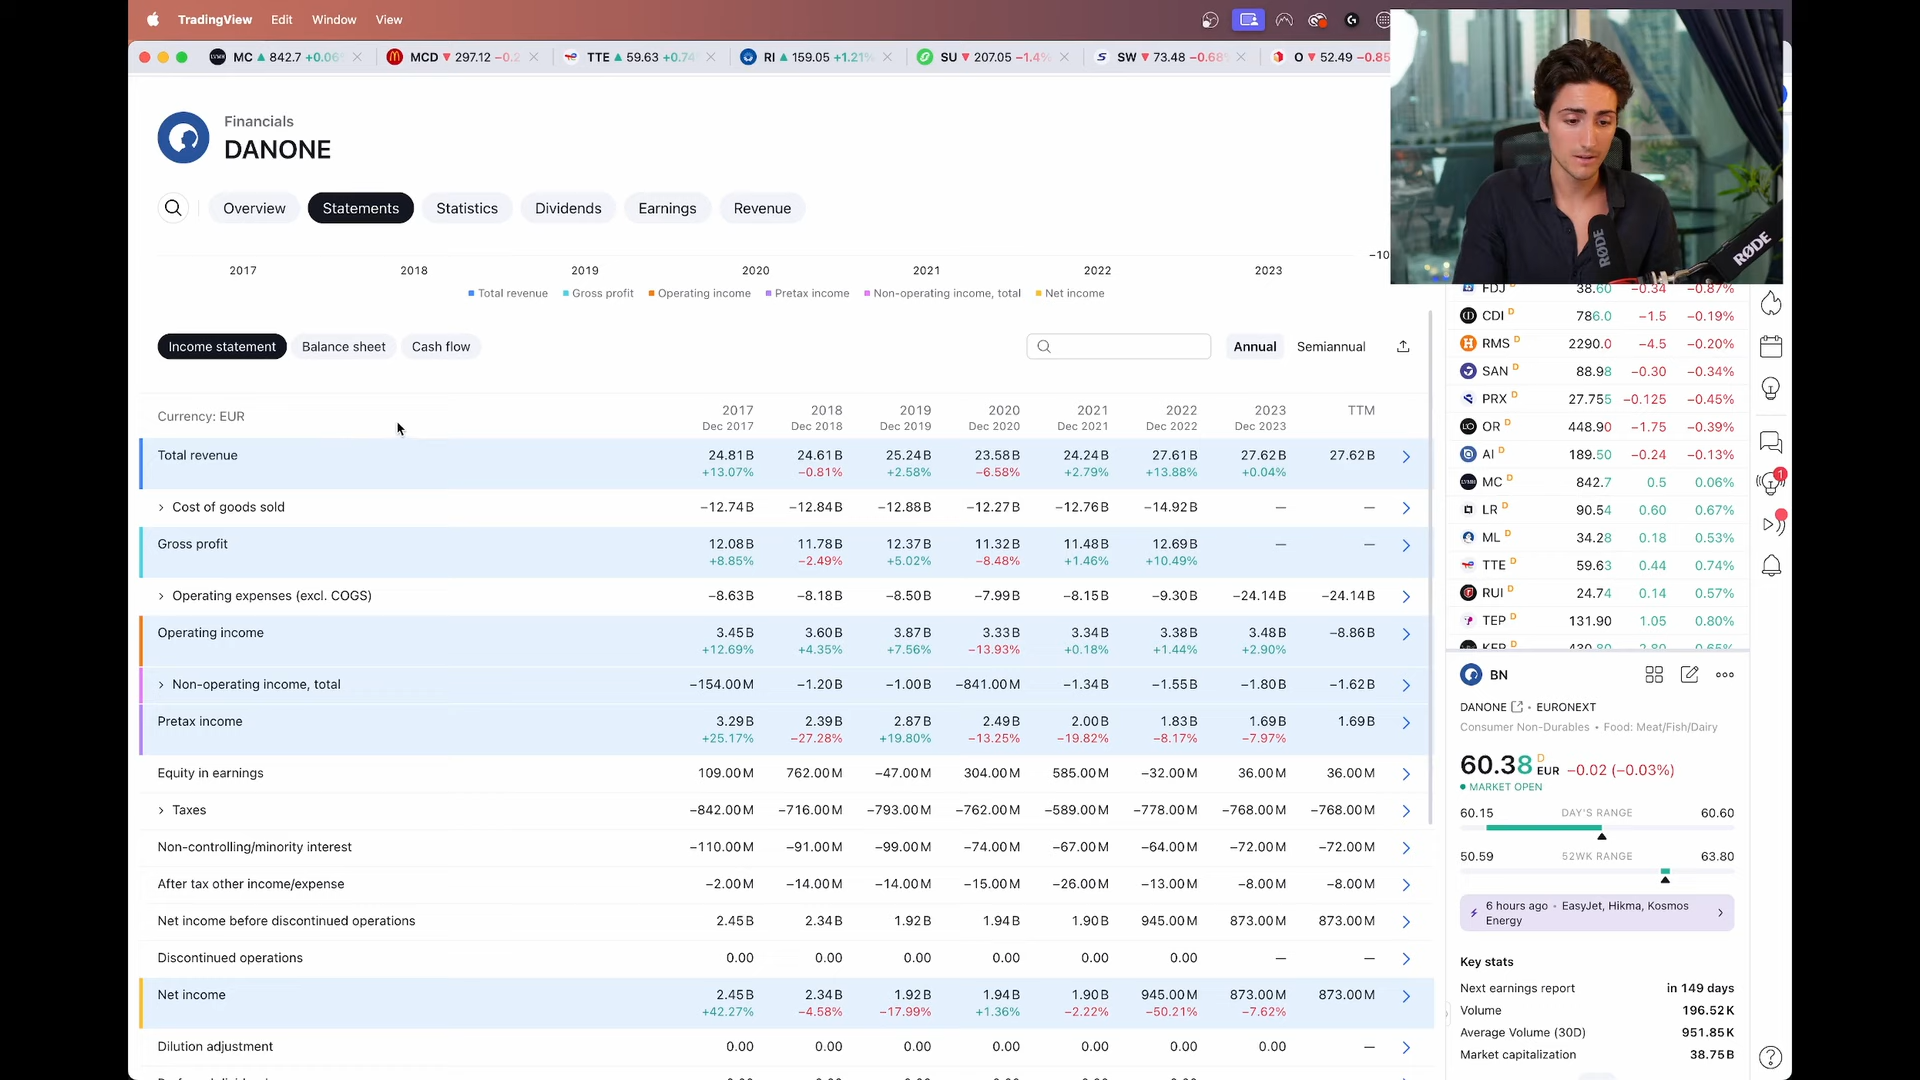 TradingView Edit Window View
MC 842.7 +0.06 MCD 297.12 −0.2 TTE 59.63 +0.74 RI 159.05 +1.21% SU 207.05 −1.4% SW 73.48 −0.68% O 52.49 −0.85
Financials
DANONE
Overview Statements Statistics Dividends Earnings Revenue
−10
2017 2018 2019 2020 2021 2022 2023
Total revenue Gross profit Operating income Pretax income Non-operating income, total Net income
Income statement Balance sheet Cash flow Annual Semiannual
Currency: EUR 2017 2018 2019 2020 2021 2022 2023 TTM
Dec 2017 Dec 2018 Dec 2019 Dec 2020 Dec 2021 Dec 2022 Dec 2023
Total revenue 24.81B 24.61B 25.24B 23.58B 24.24B 27.61B 27.62B 27.62B
+13.07% −0.81% +2.58% −6.58% +2.79% +13.88% +0.04%
Cost of goods sold −12.74B −12.84B −12.88B −12.27B −12.76B −14.92B — —
Gross profit 12.08B 11.78B 12.37B 11.32B 11.48B 12.69B — —
+8.85% −2.49% +5.02% −8.48% +1.46% +10.49%
Operating expenses (excl. COGS) −8.63B −8.18B −8.50B −7.99B −8.15B −9.30B −24.14B −24.14B
Operating income 3.45B 3.60B 3.87B 3.33B 3.34B 3.38B 3.48B −8.86B
+12.69% +4.35% +7.56% −13.93% +0.18% +1.44% +2.90%
Non-operating income, total −154.00M −1.20B −1.00B −841.00M −1.34B −1.55B −1.80B −1.62B
Pretax income 3.29B 2.39B 2.87B 2.49B 2.00B 1.83B 1.69B 1.69B
+25.17% −27.28% +19.80% −13.25% −19.82% −8.17% −7.97%
Equity in earnings 109.00M 762.00M −47.00M 304.00M 585.00M −32.00M 36.00M 36.00M
Taxes −842.00M −716.00M −793.00M −762.00M −589.00M −778.00M −768.00M −768.00M
Non-controlling/minority interest −110.00M −91.00M −99.00M −74.00M −67.00M −64.00M −72.00M −72.00M
After tax other income/expense −2.00M −14.00M −14.00M −15.00M −26.00M −13.00M −8.00M −8.00M
Net income before discontinued operations 2.45B 2.34B 1.92B 1.94B 1.90B 945.00M 873.00M 873.00M
Discontinued operations 0.00 0.00 0.00 0.00 0.00 0.00 — —
Net income 2.45B 2.34B 1.92B 1.94B 1.90B 945.00M 873.00M 873.00M
+42.27% −4.58% −17.99% +1.36% −2.22% −50.21% −7.62%
Dilution adjustment 0.00 0.00 0.00 0.00 0.00 0.00 0.00 —
RØDE RØDE
FDJ 38.60 −0.34 −0.87%
CDI D 786.0 −1.5 −0.19%
RMS D 2290.0 −4.5 −0.20%
SAN D 88.98 −0.30 −0.34%
PRX D 27.755 −0.125 −0.45%
OR D 448.90 −1.75 −0.39%
AI D 189.50 −0.24 −0.13%
MC D 842.7 0.5 0.06%
LR D 90.54 0.60 0.67%
ML D 34.28 0.18 0.53%
TTE D 59.63 0.44 0.74%
RUI D 24.74 0.14 0.57%
TEP D 131.90 1.05 0.80%
KER D 430.80 2.80 0.65%
1
BN
DANONE • EURONEXT
Consumer Non-Durables • Food: Meat/Fish/Dairy
60.38 D EUR −0.02 (−0.03%)
MARKET OPEN
60.15 DAY'S RANGE 60.60
50.59 52WK RANGE 63.80
6 hours ago • EasyJet, Hikma, Kosmos
Energy
Key stats
Next earnings report in 149 days
Volume 196.52K
Average Volume (30D) 951.85K
Market capitalization 38.75B